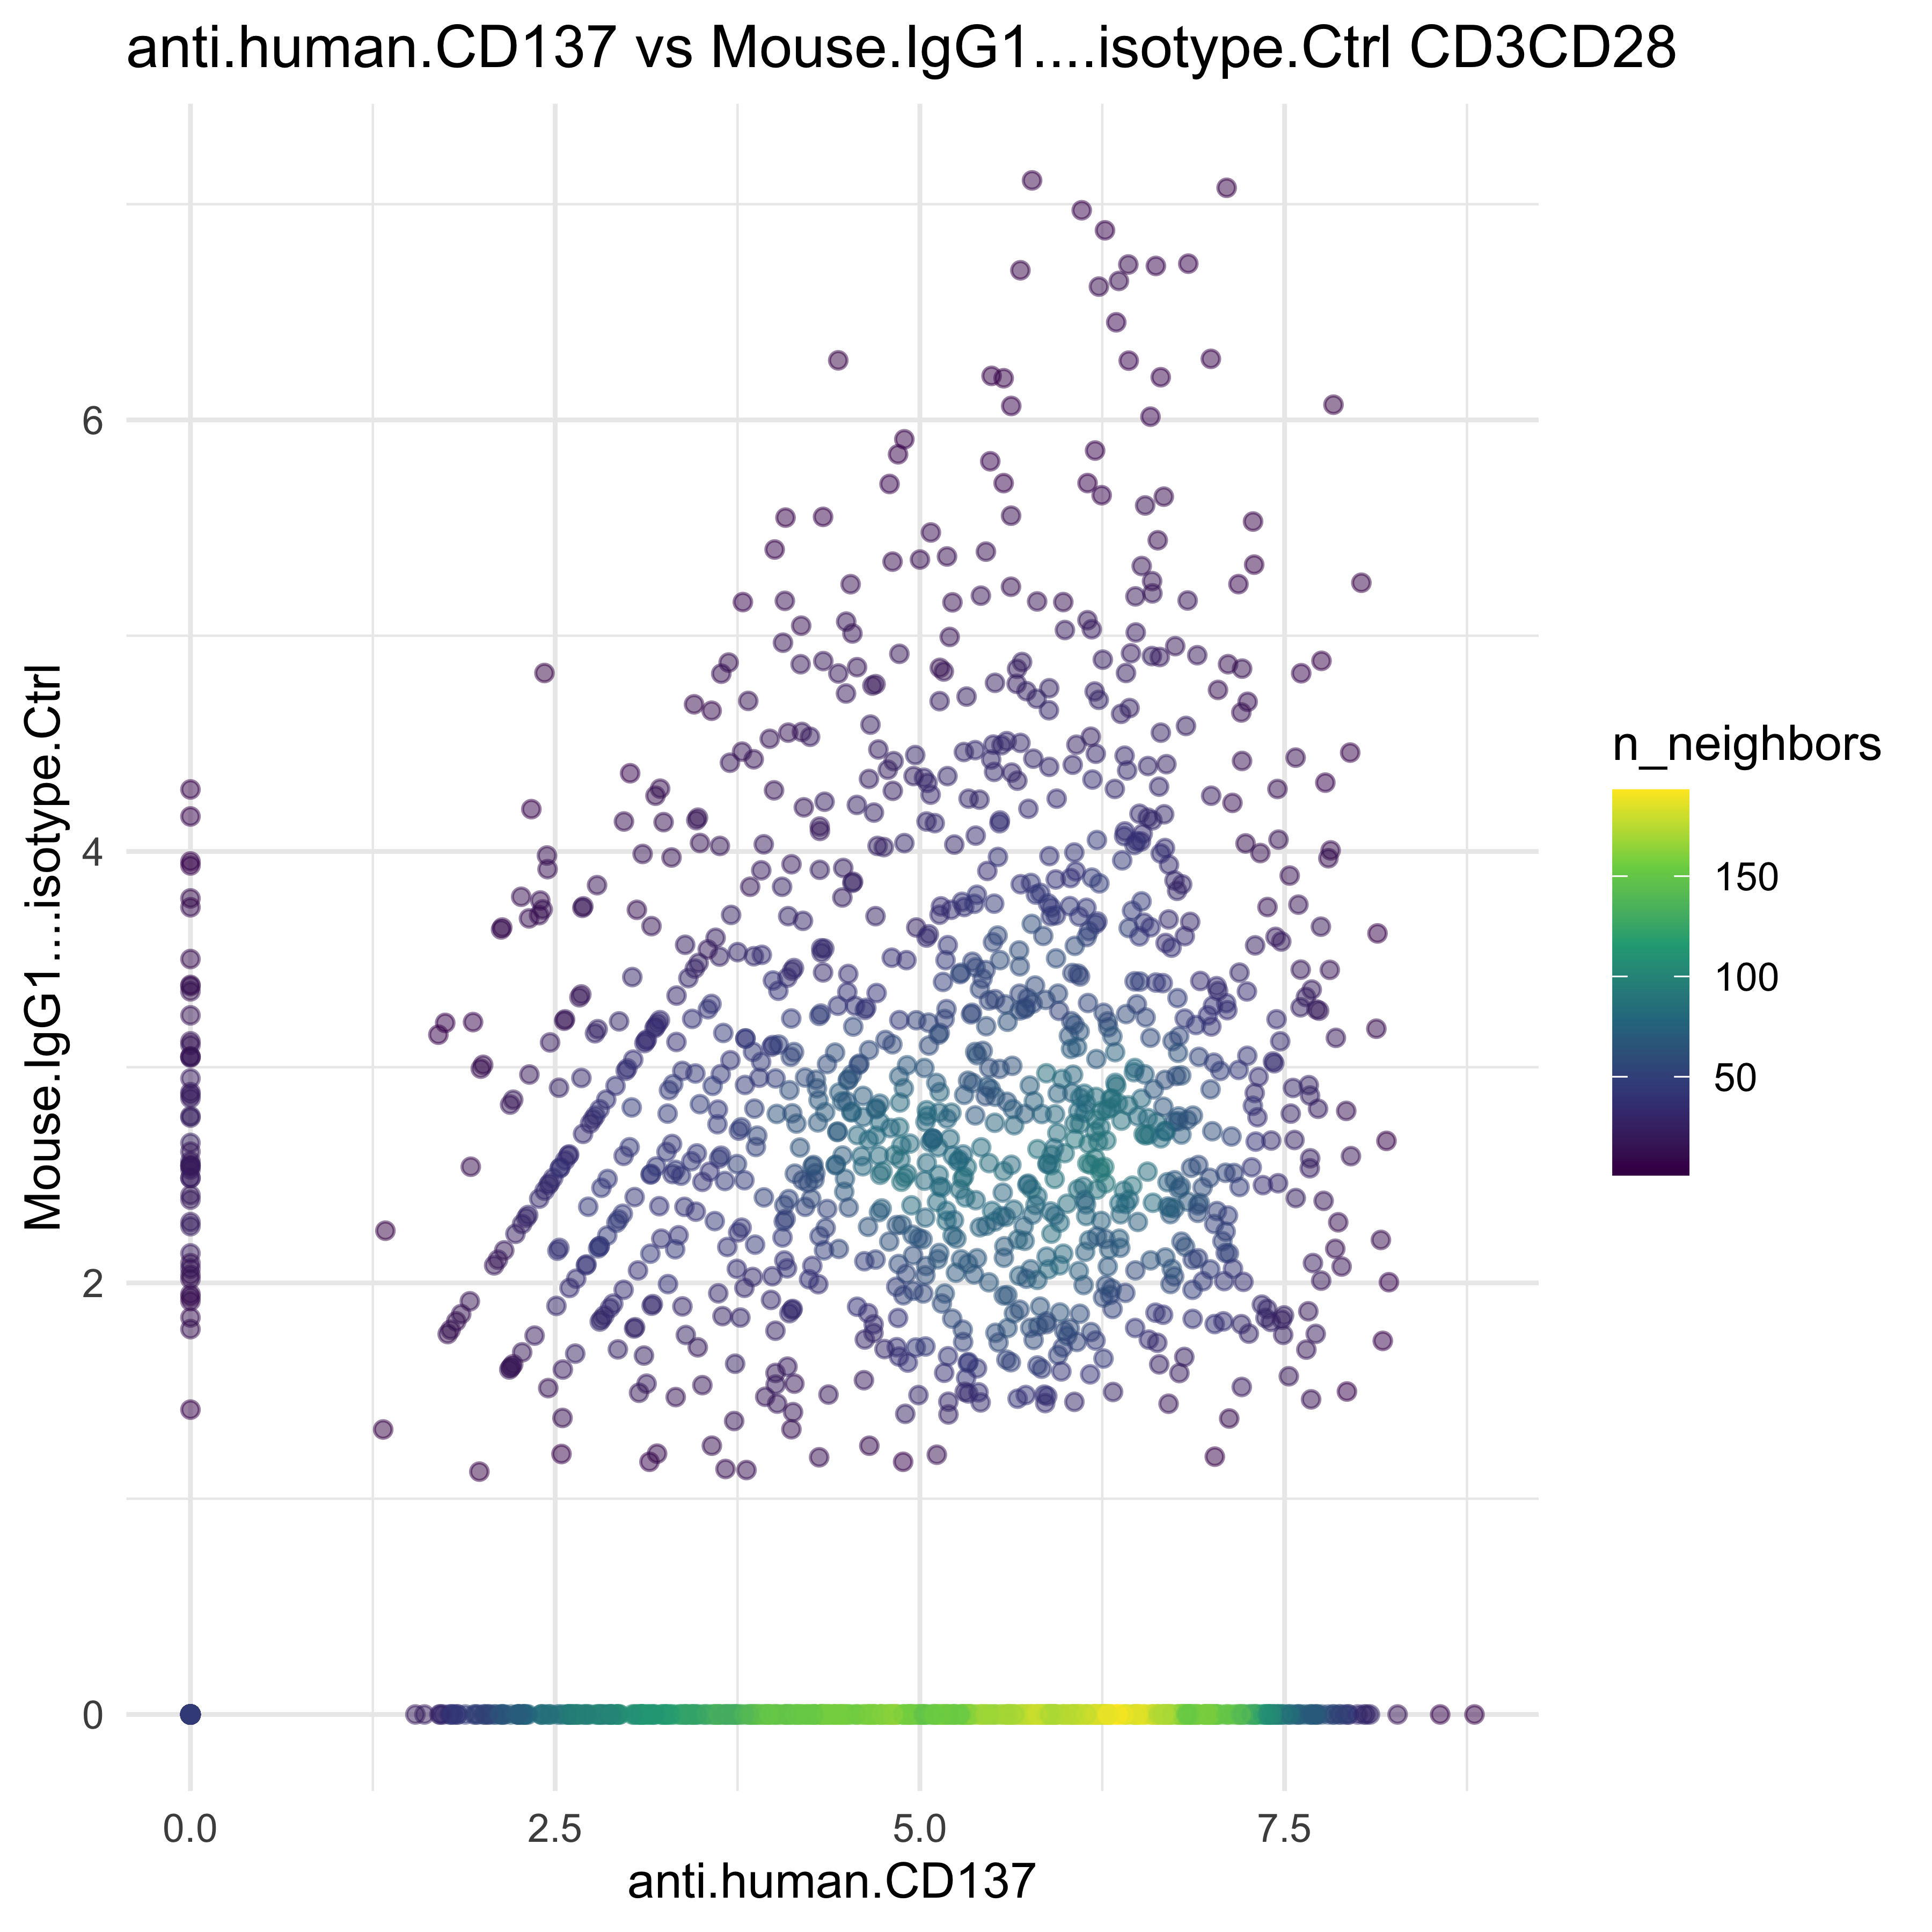 anti.human.CD137 vs Mouse.IgG1....isotype.Ctrl CD3CD28
Mouse.IgG1....isotype.Ctrl
6
4
2
0
0.0 2.5 5.0 7.5
anti.human.CD137
n_neighbors
150
100
50